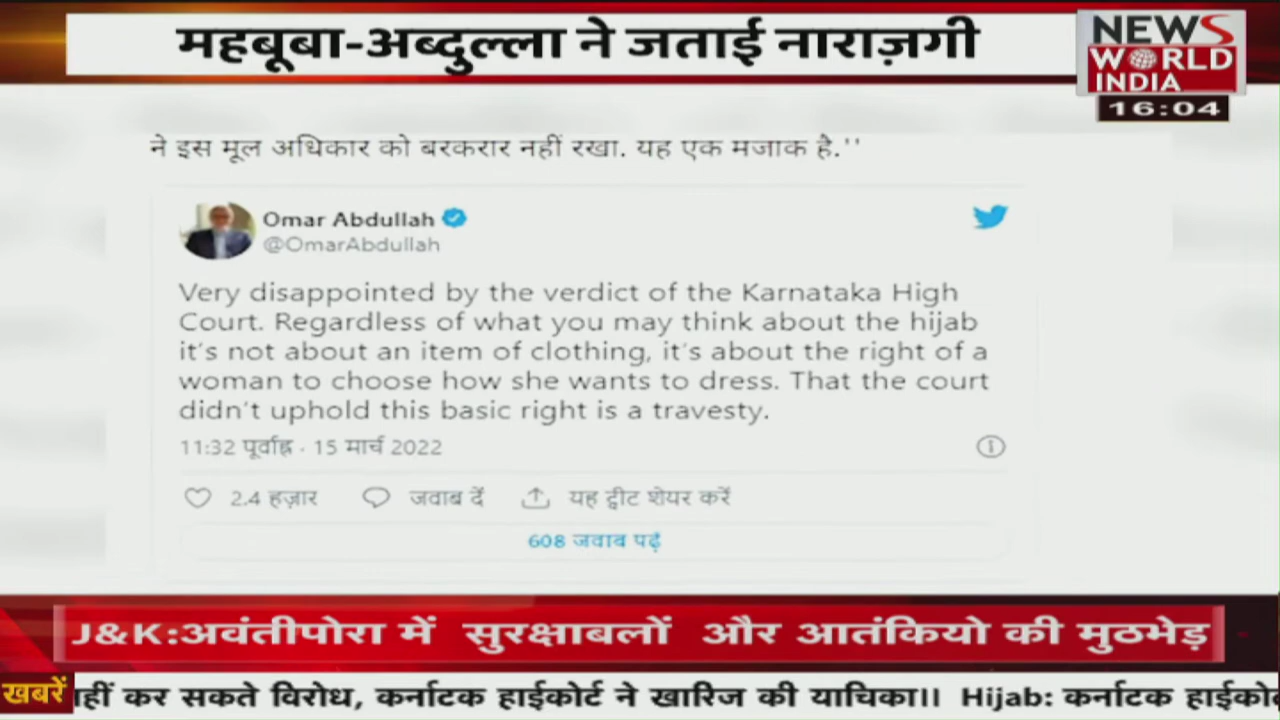 महबूबा-अब्दुल्ला ने जताई नाराज़गी
NEWS
WORLD
INDIA
16:04
ने इस मूल अधिकार को बरकरार नहीं रखा. यह एक मजाक है.''
Omar Abdullah
@OmarAbdullah
Very disappointed by the verdict of the Karnataka High
Court. Regardless of what you may think about the hijab
it's not about an item of clothing, it's about the right of a
woman to choose how she wants to dress. That the court
didn't uphold this basic right is a travesty.
11:32 पूर्वाह्न · 15 मार्च 2022
2.4 हज़ार जवाब दें यह ट्वीट शेयर करें
608 जवाब पढ़ें
J&K:अवंतीपोरा में सुरक्षाबलों और आतंकियो की मुठभेड़
खबरें हीं कर सकते विरोध, कर्नाटक हाईकोर्ट ने खारिज की याचिका।। Hijab: कर्नाटक हाईको